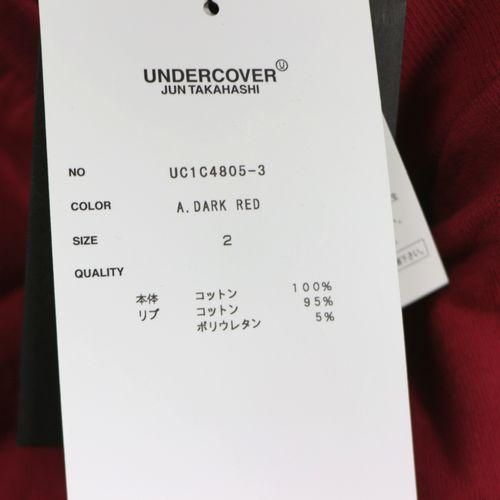 UNDERCOVER Ⓤ
JUN TAKAHASHI
NO UC1C4805-3
COLOR A.DARK RED
SIZE 2
QUALITY
本体 コットン 100%
リブ コットン 95%
ポリウレタン 5%